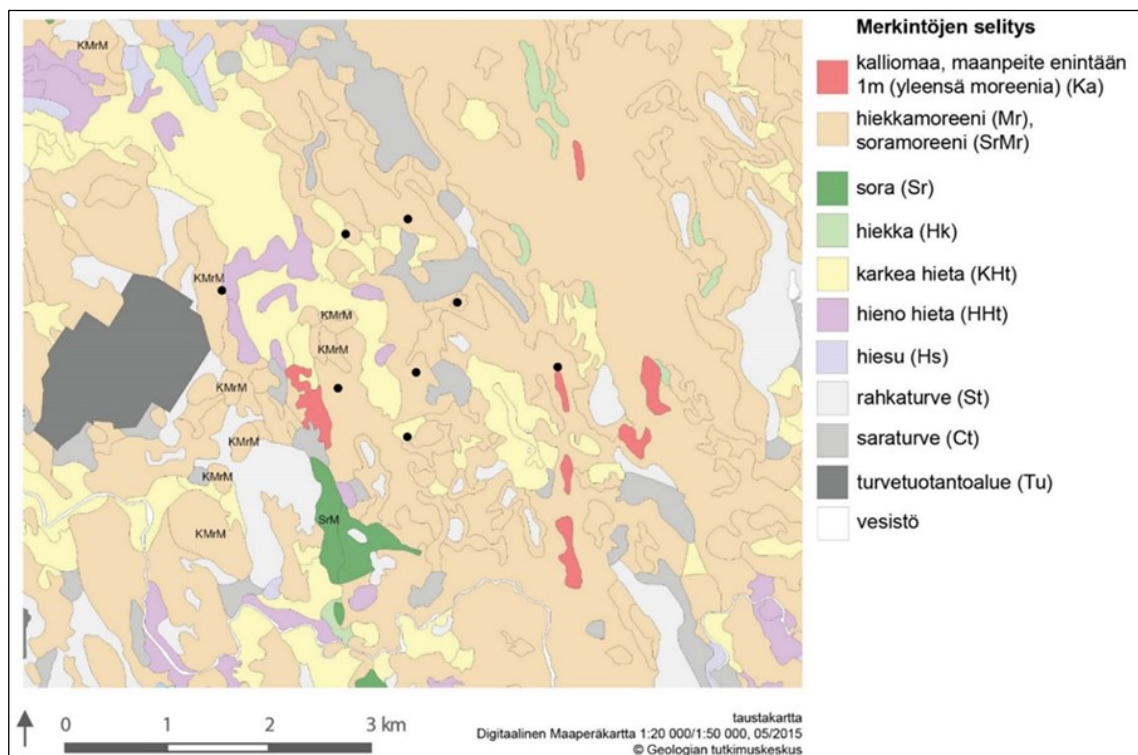 KMrM
KMrM
KMrM
KMrM
KMrM
KMrM
KMrM
KMrM
SrM
Merkintöjen selitys
kalliomaa, maanpeite enintään
1m (yleensä moreenia) (Ka)
hiekkamoreeni (Mr),
soramoreeni (SrMr)
sora (Sr)
hiekka (Hk)
karkea hieta (KHt)
hieno hieta (HHt)
hiesu (Hs)
rahkaturve (St)
saraturve (Ct)
turvetuotantoalue (Tu)
vesistö
0 1 2 3 km
taustakartta
Digitaalinen Maaperäkartta 1:20 000/1:50 000, 05/2015
© Geologian tutkimuskeskus